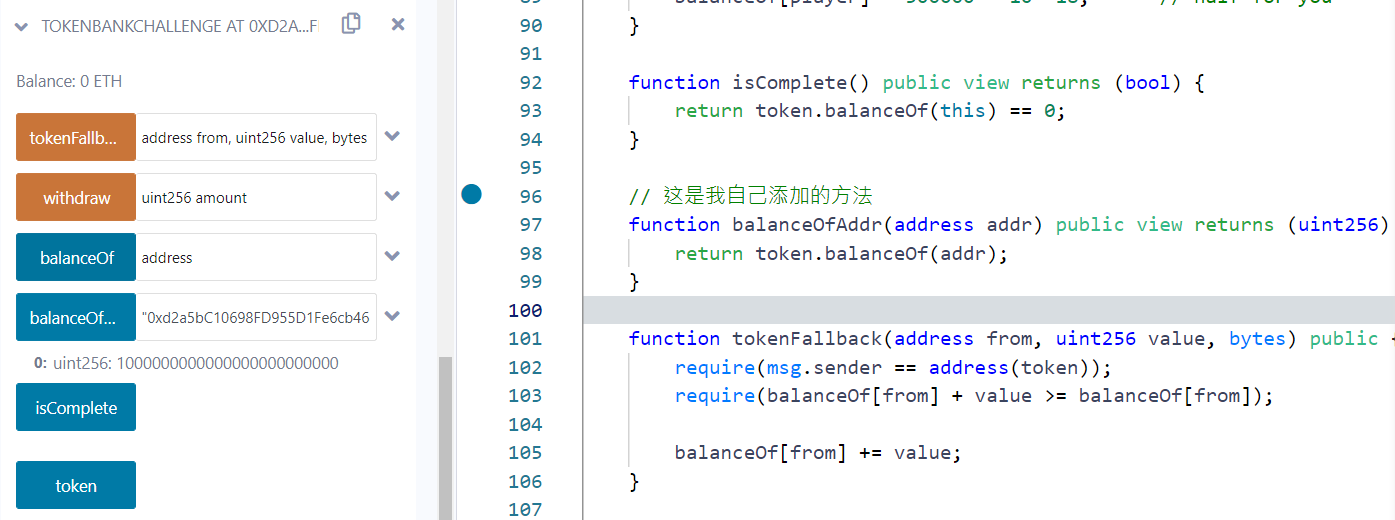 TOKENBANKCHALLENGE AT 0XD2A...F
Balance: 0 ETH
tokenFallb... address from, uint256 value, bytes
withdraw uint256 amount
balanceOf address
balanceOf... "0xd2a5bC10698FD955D1Fe6cb46
0: uint256: 1000000000000000000000000
isComplete
token
90 }
91
92 function isComplete() public view returns (bool) {
93 return token.balanceOf(this) == 0;
94 }
95
96 // 这是我自己添加的方法
97 function balanceOfAddr(address addr) public view returns (uint256)
98 return token.balanceOf(addr);
99 }
100
101 function tokenFallback(address from, uint256 value, bytes) public {
102 require(msg.sender == address(token));
103 require(balanceOf[from] + value >= balanceOf[from]);
104
105 balanceOf[from] += value;
106 }
107